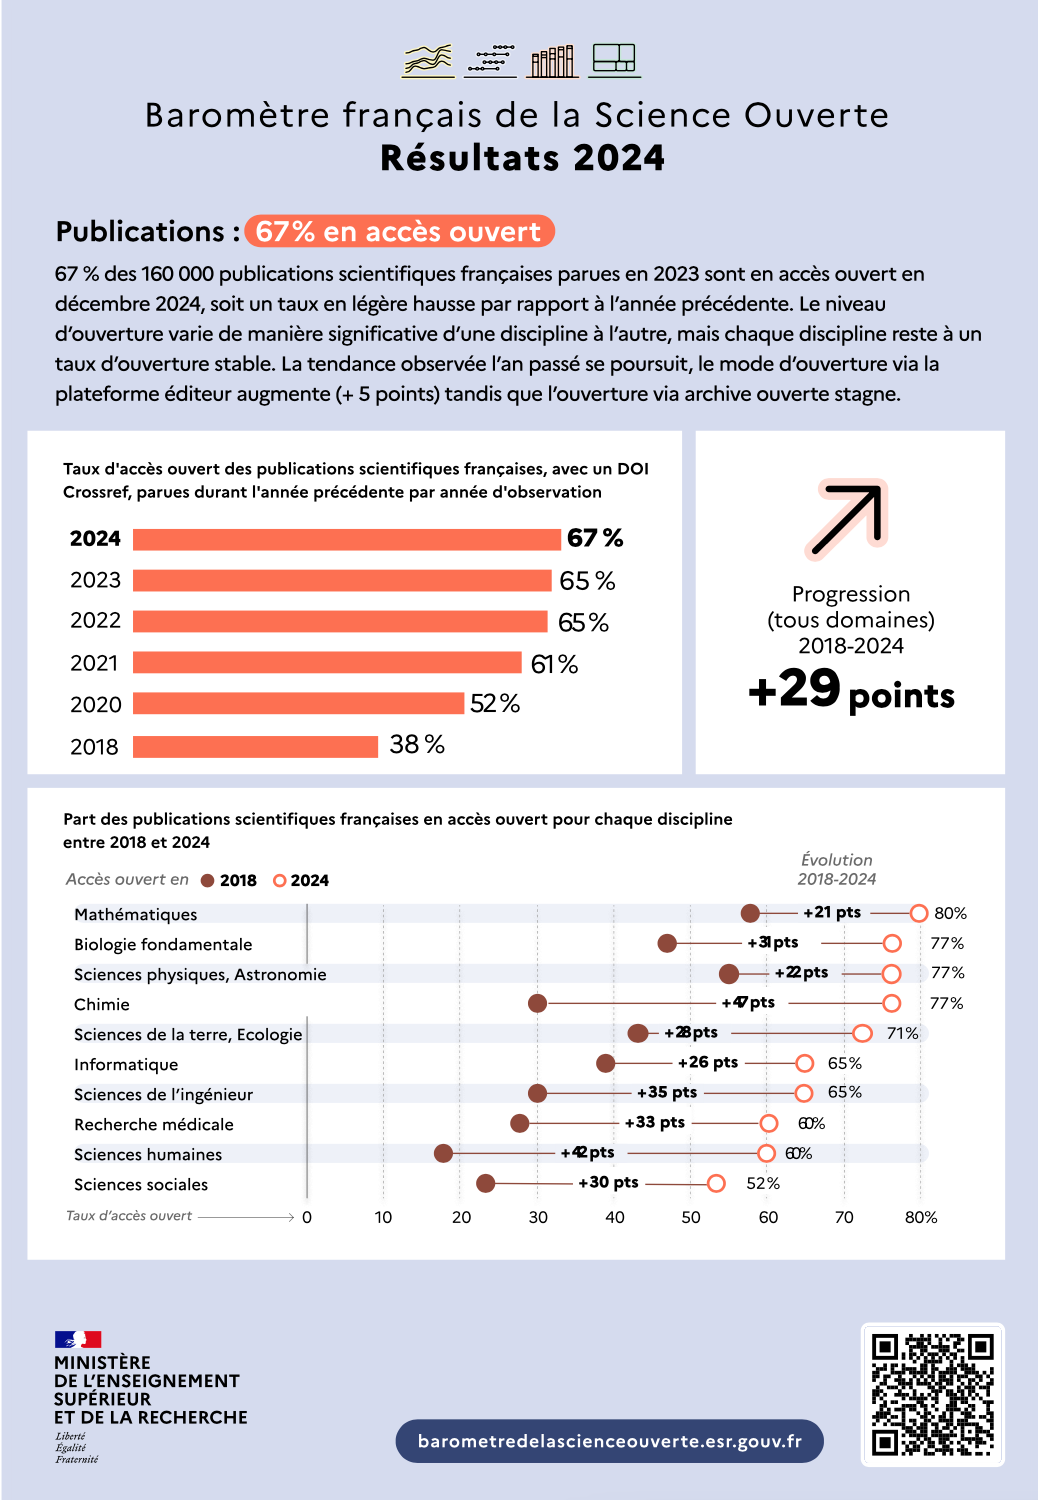 Baromètre français de la Science Ouverte
Résultats 2024
Publications : 67% en accès ouvert
67 % des 160 000 publications scientifiques françaises parues en 2023 sont en accès ouvert en
décembre 2024, soit un taux en légère hausse par rapport à l’année précédente. Le niveau
d’ouverture varie de manière significative d’une discipline à l’autre, mais chaque discipline reste à un
taux d’ouverture stable. La tendance observée l’an passé se poursuit, le mode d’ouverture via la
plateforme éditeur augmente (+ 5 points) tandis que l’ouverture via archive ouverte stagne.
Taux d'accès ouvert des publications scientifiques françaises, avec un DOI
Crossref, parues durant l'année précédente par année d'observation
2024 67 %
2023 65 %
2022 65 %
2021 61 %
2020 52 %
2018 38 %
Progression
(tous domaines)
2018-2024
+29 points
Part des publications scientifiques françaises en accès ouvert pour chaque discipline
entre 2018 et 2024
Évolution
2018-2024
Accès ouvert en 2018 2024
Mathématiques +21 pts 80%
Biologie fondamentale +31 pts 77%
Sciences physiques, Astronomie +22 pts 77%
Chimie +47 pts 77%
Sciences de la terre, Ecologie +28 pts 71%
Informatique +26 pts 65%
Sciences de l’ingénieur +35 pts 65%
Recherche médicale +33 pts 60%
Sciences humaines +42 pts 60%
Sciences sociales +30 pts 52%
Taux d’accès ouvert 0 10 20 30 40 50 60 70 80%
MINISTÈRE
DE L’ENSEIGNEMENT
SUPÉRIEUR
ET DE LA RECHERCHE
Liberté
Égalité
Fraternité
barometredelascienceouverte.esr.gouv.fr